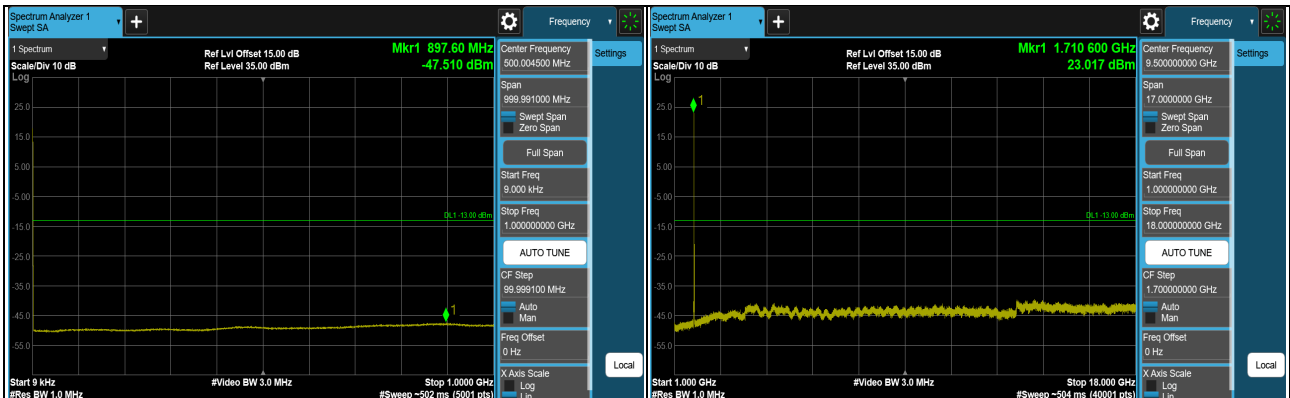 Spectrum Analyzer 1
Swept SA
+
Frequency
1 Spectrum
Scale/Div 10 dB
Log
Ref Lvl Offset 15.00 dB
Ref Level 35.00 dBm
Mkr1 897.60 MHz
-47.510 dBm
25.0
15.0
5.00
-5.00
-15.0
-25.0
-35.0
-45.0
-55.0
1
DL1 -13.00 dBm
Start 9 kHz
#Res BW 1.0 MHz
#Video BW 3.0 MHz
Stop 1.0000 GHz
#Sweep ~502 ms (5001 pts)
Center Frequency
500.004500 MHz
Settings
Span
999.991000 MHz
Swept Span
Zero Span
Full Span
Start Freq
9.000 kHz
Stop Freq
1.000000000 GHz
AUTO TUNE
CF Step
99.999100 MHz
Auto
Man
Freq Offset
0 Hz
Local
X Axis Scale
Log
Lin
Spectrum Analyzer 1
Swept SA
+
Frequency
1 Spectrum
Scale/Div 10 dB
Log
Ref Lvl Offset 15.00 dB
Ref Level 35.00 dBm
Mkr1 1.710 600 GHz
23.017 dBm
25.0
15.0
5.00
-5.00
-15.0
-25.0
-35.0
-45.0
-55.0
1
DL1 -13.00 dBm
Start 1.000 GHz
#Res BW 1.0 MHz
#Video BW 3.0 MHz
Stop 18.000 GHz
#Sweep ~504 ms (40001 pts)
Center Frequency
9.500000000 GHz
Settings
Span
17.0000000 GHz
Swept Span
Zero Span
Full Span
Start Freq
1.000000000 GHz
Stop Freq
18.000000000 GHz
AUTO TUNE
CF Step
1.700000000 GHz
Auto
Man
Freq Offset
0 Hz
Local
X Axis Scale
Log
Lin